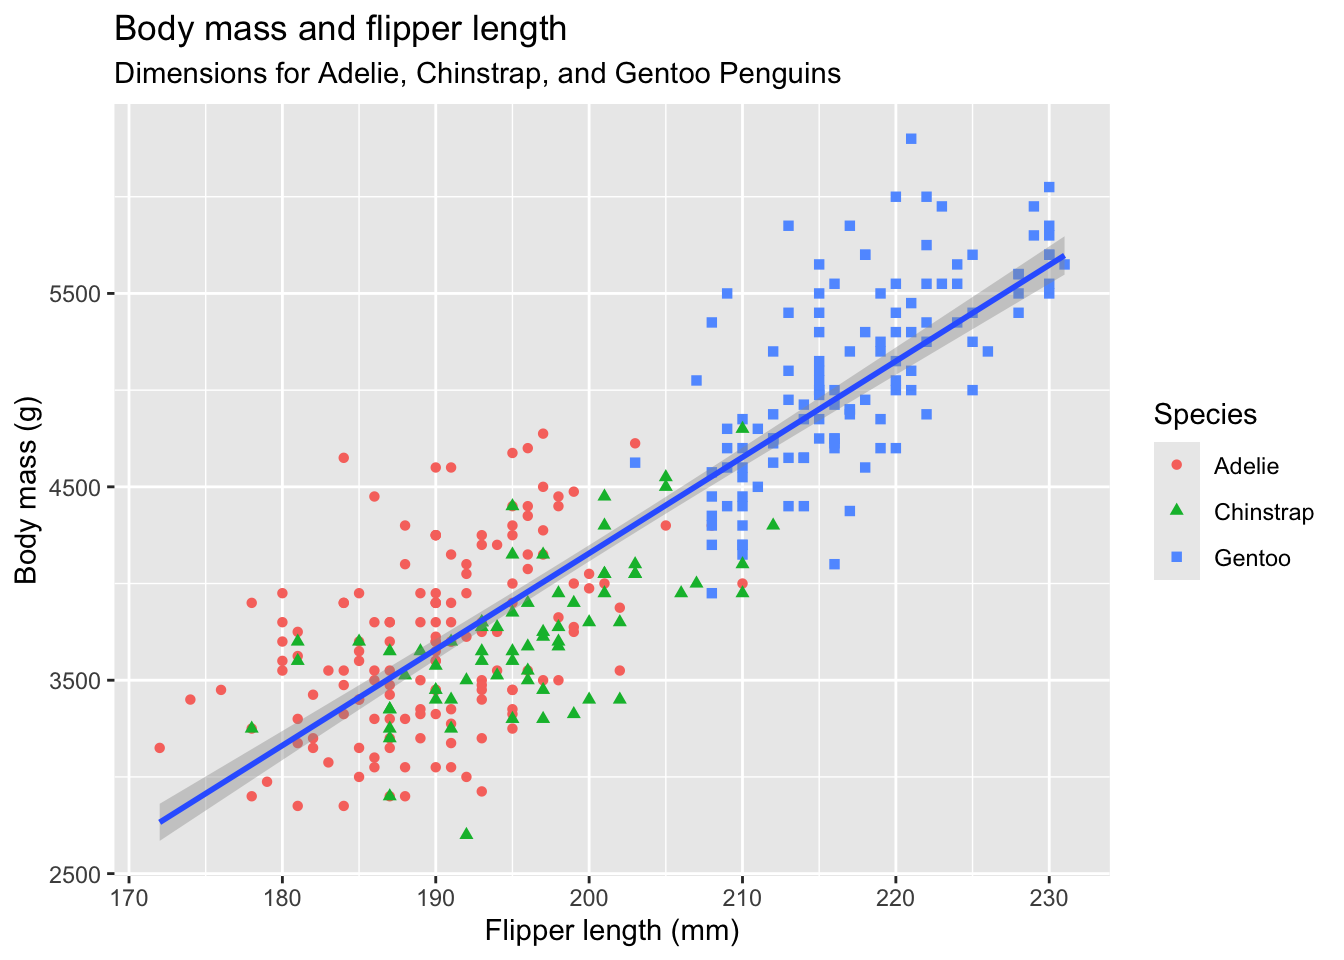 Body mass and flipper length
Dimensions for Adelie, Chinstrap, and Gentoo Penguins
Body mass (g)
5500
4500
3500
2500
170 180 190 200 210 220 230
Flipper length (mm)
Species
Adelie
Chinstrap
Gentoo